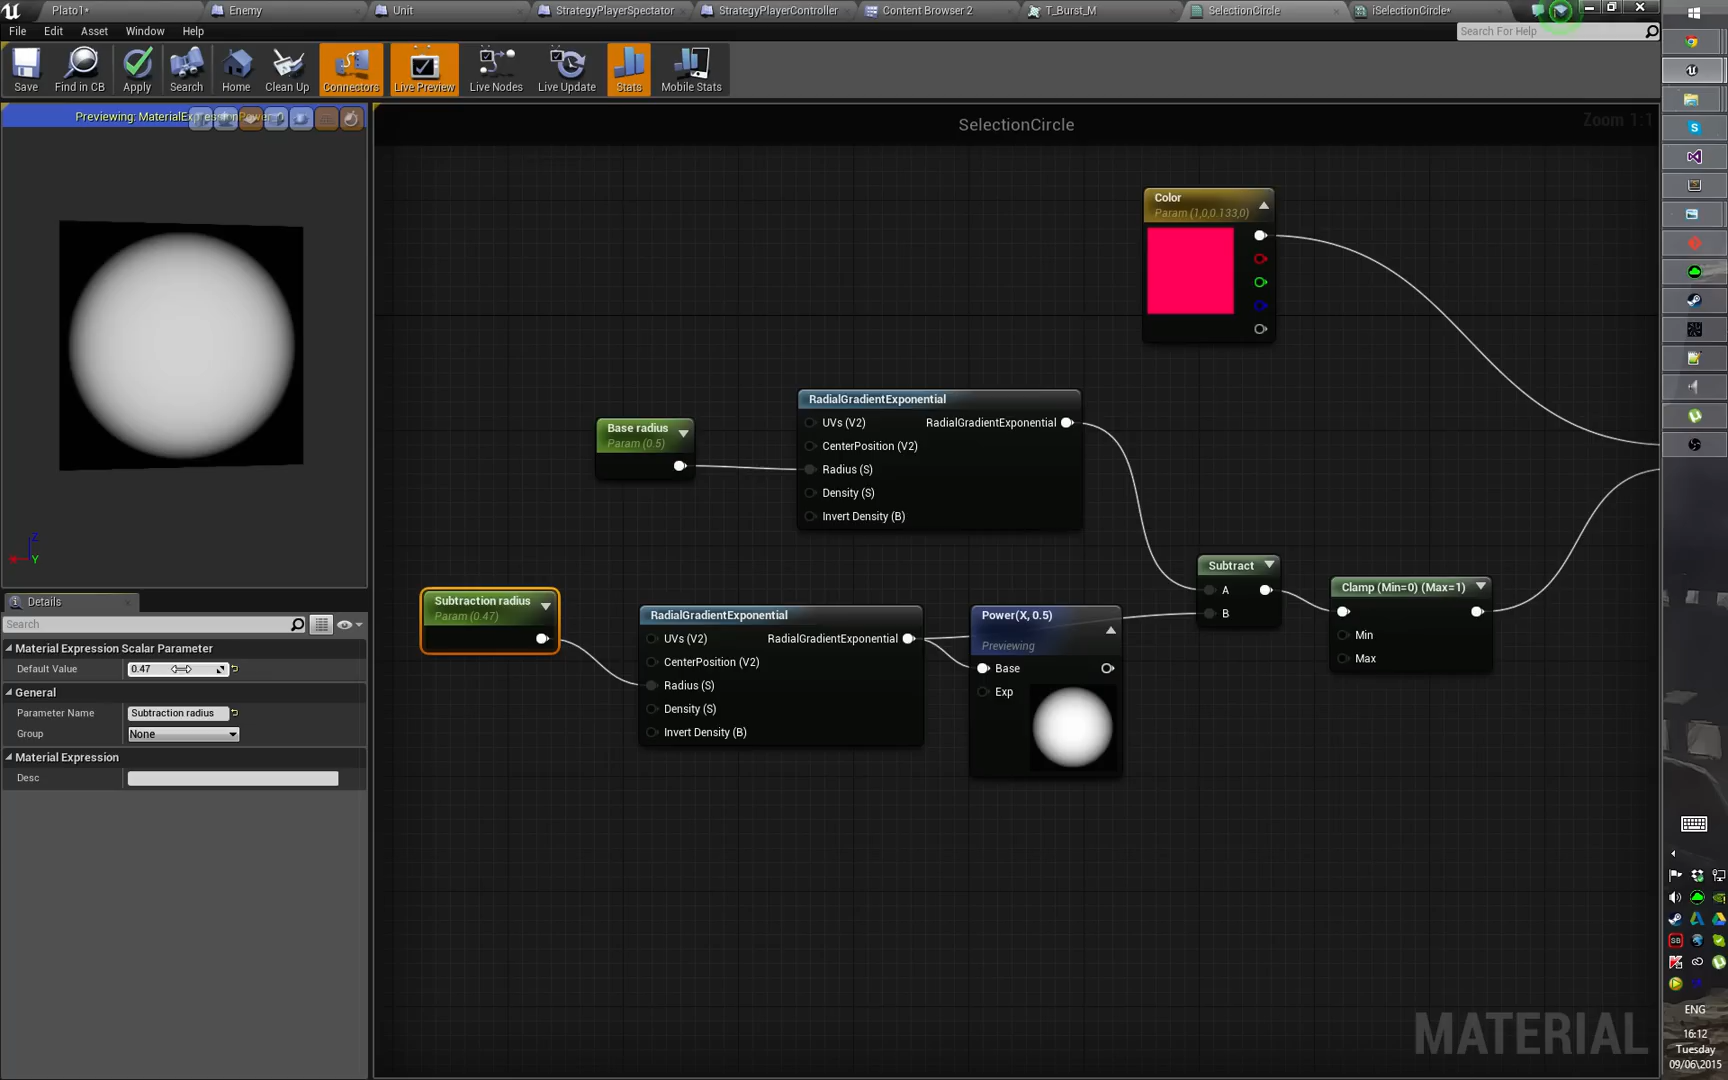 Plato1*
Enemy
Unit
StrategyPlayerSpectator
StrategyPlayerController
Content Browser 2
T_Burst_M
SelectionCircle
iSelectionCircle*
File Edit Asset Window Help
Search For Help
Save
Find in CB
Apply
Search
Home
Clean Up
Connectors
Live Preview
Live Nodes
Live Update
Stats
Mobile Stats
SelectionCircle
Zoom 1:1
Z
Y
Details
Search
Material Expression Scalar Parameter
Default Value 0.47
General
Parameter Name Subtraction radius
Group None
Material Expression
Desc
Color
Param (1,0,0.133,0)
Base radius
Param (0.5)
RadialGradientExponential
UVs (V2) RadialGradientExponential
CenterPosition (V2)
Radius (S)
Density (S)
Invert Density (B)
Subtraction radius
Param (0.47)
RadialGradientExponential
UVs (V2) RadialGradientExponential
CenterPosition (V2)
Radius (S)
Density (S)
Invert Density (B)
Power(X, 0.5)
Previewing
Base
Exp
Subtract
A
B
Clamp (Min=0) (Max=1)
Min
Max
MATERIAL
ENG
16:12
Tuesday
09/06\2015